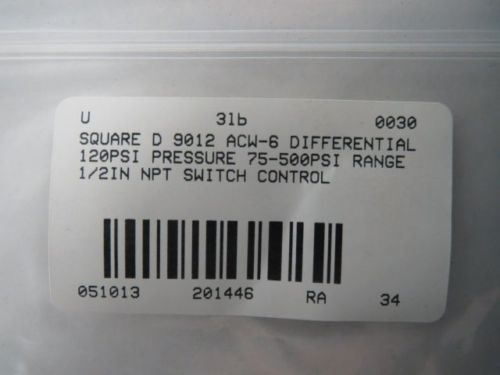 U 3lb 0030
SQUARE D 9012 ACW-6 DIFFERENTIAL
120PSI PRESSURE 75-500PSI RANGE
1/2IN NPT SWITCH CONTROL
051013 201446 RA 34